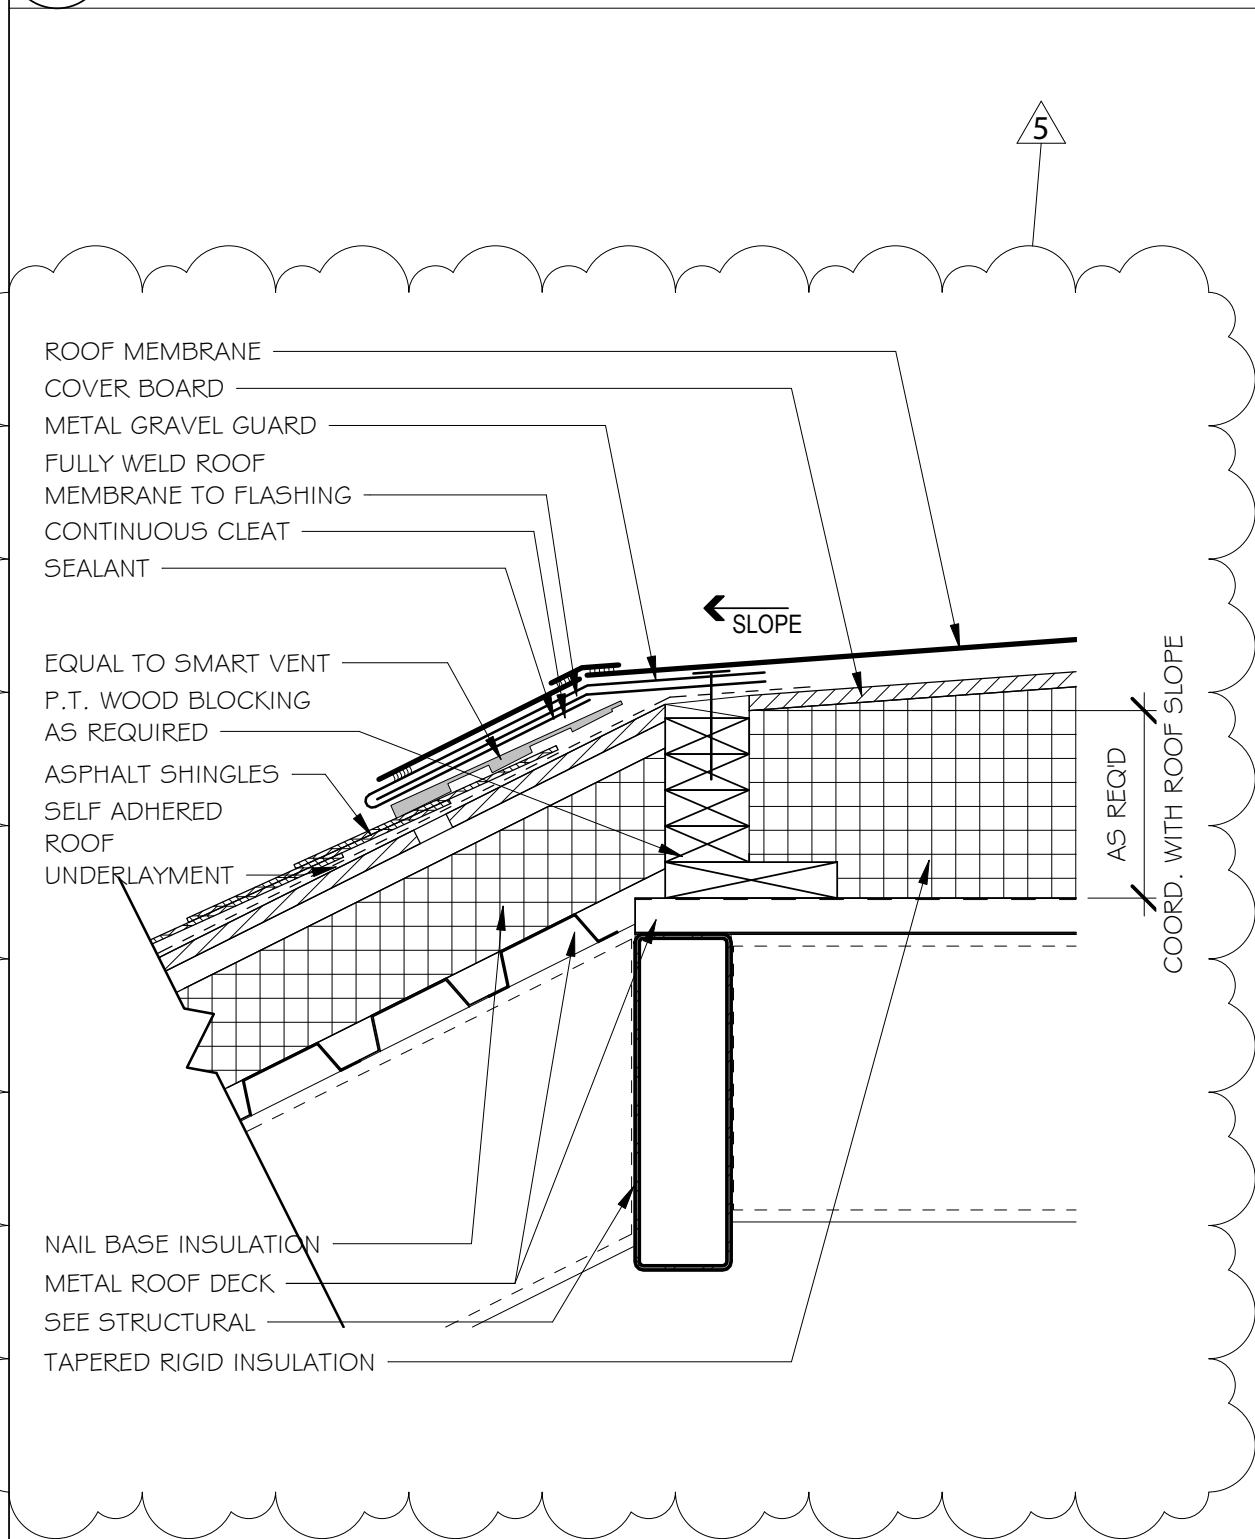 5
ROOF MEMBRANE
COVER BOARD
METAL GRAVEL GUARD
FULLY WELD ROOF
MEMBRANE TO FLASHING
CONTINUOUS CLEAT
SEALANT
SLOPE
EQUAL TO SMART VENT
P.T. WOOD BLOCKING
AS REQUIRED
ASPHALT SHINGLES
SELF ADHERED
ROOF
UNDERLAYMENT
AS REQ'D
COORD. WITH ROOF SLOPE
NAIL BASE INSULATION
METAL ROOF DECK
SEE STRUCTURAL
TAPERED RIGID INSULATION